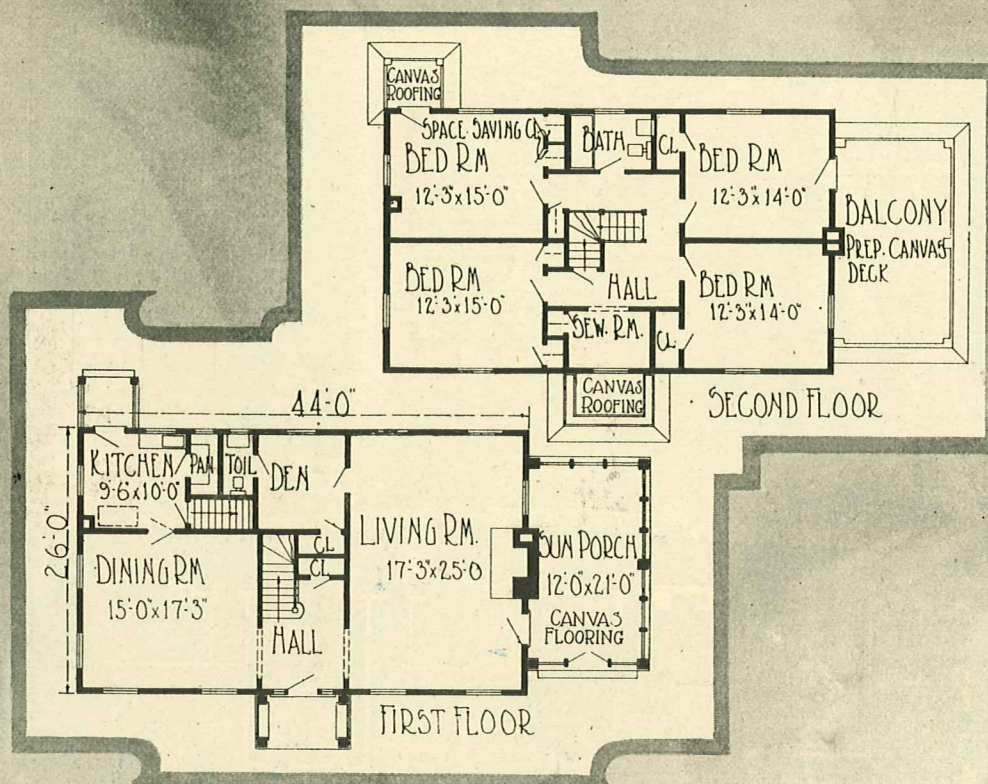 CANVAS
ROOFING
SPACE SAVING CL
BED RM
12'-3"x15'-0"
BATH
CL
BED RM
12'-3"x14'-0"
BALCONY
PREP. CANVAS
DECK
BED RM
12'-3"x15'-0"
HALL
BED RM
12'-3"x14'-0"
SEW. RM.
CL
CANVAS
ROOFING
SECOND FLOOR
44'-0"
26'-0"
KITCHEN
9'-6"x10'-0"
PAN
TOIL
DEN
CL
CL
LIVING RM.
17'-3"x25'-0
SUN PORCH
12'-0"x21'-0"
CANVAS
FLOORING
DINING RM
15'-0"x17'-3"
HALL
FIRST FLOOR